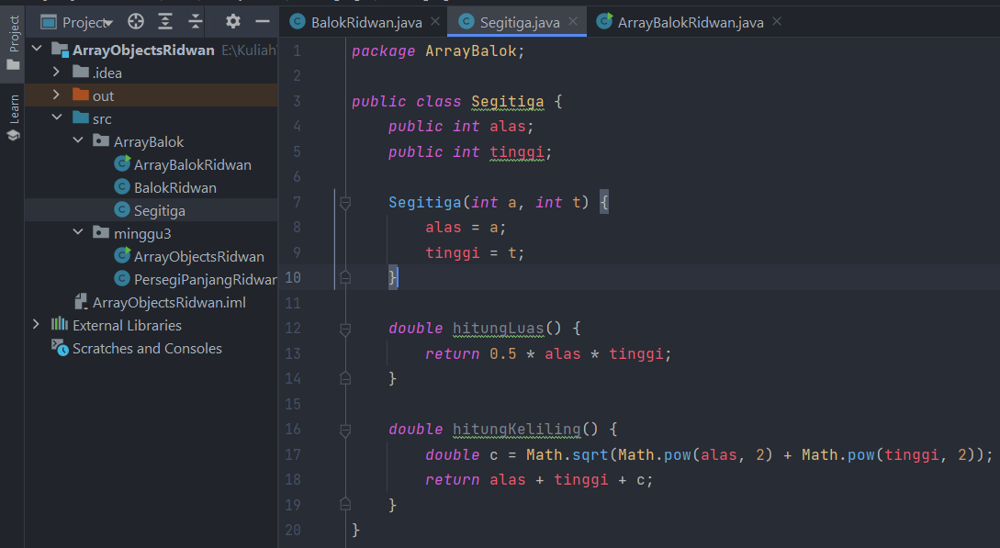 Project
Learn
Project
ArrayObjectsRidwan E:\Kuliah
.idea
out
src
ArrayBalok
ArrayBalokRidwan
BalokRidwan
Segitiga
minggu3
ArrayObjectsRidwan
PersegiPanjangRidwan
ArrayObjectsRidwan.iml
External Libraries
Scratches and Consoles
BalokRidwan.java
Segitiga.java
ArrayBalokRidwan.java
1 package ArrayBalok;
2
3 public class Segitiga {
4 public int alas;
5 public int tinggi;
6
7 Segitiga(int a, int t) {
8 alas = a;
9 tinggi = t;
10 }
11
12 double hitungLuas() {
13 return 0.5 * alas * tinggi;
14 }
15
16 double hitungKeliling() {
17 double c = Math.sqrt(Math.pow(alas, 2) + Math.pow(tinggi, 2));
18 return alas + tinggi + c;
19 }
20 }